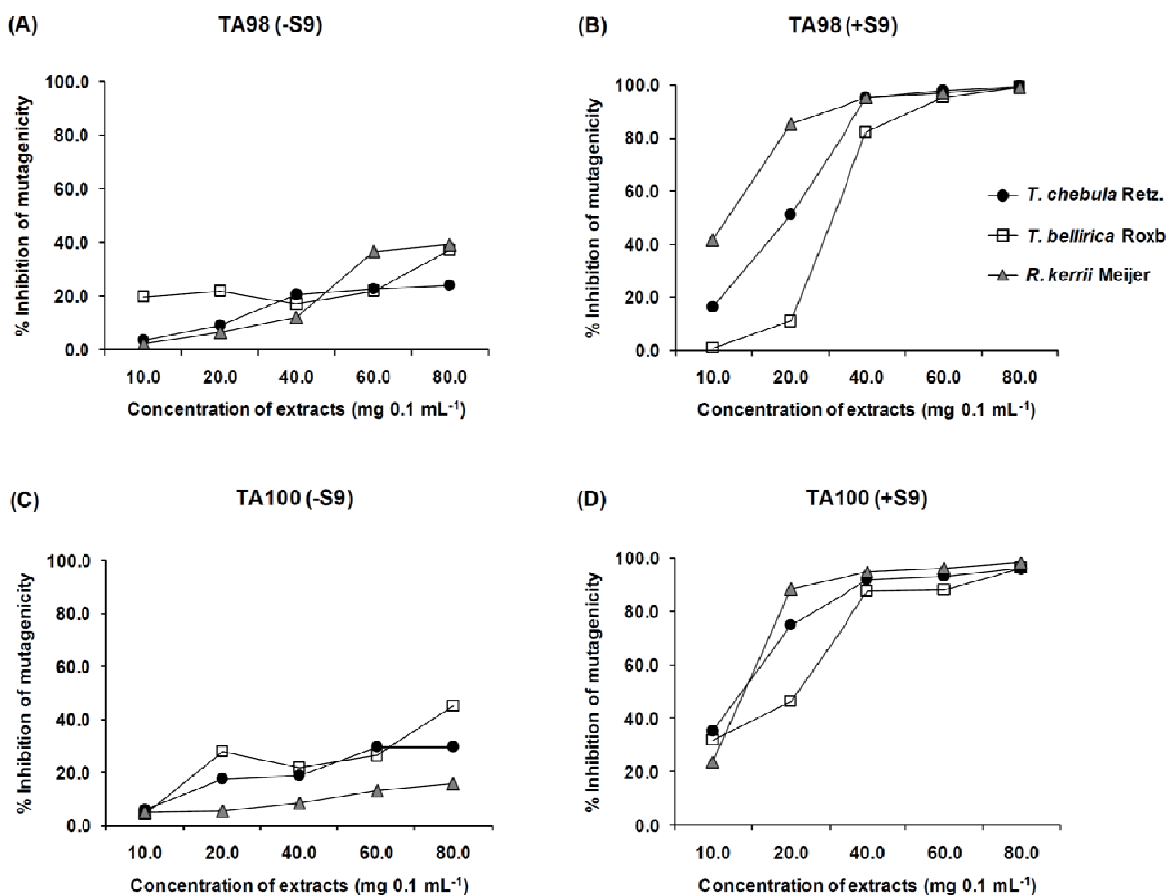 (A)
TA98 (-S9)
% Inhibition of mutagenicity
100.0
80.0
60.0
40.0
20.0
0.0
10.0 20.0 40.0 60.0 80.0
Concentration of extracts (mg 0.1 mL⁻¹)
(B)
TA98 (+S9)
% Inhibition of mutagenicity
100.0
80.0
60.0
40.0
20.0
0.0
10.0 20.0 40.0 60.0 80.0
Concentration of extracts (mg 0.1 mL⁻¹)
T. chebula Retz.
T. bellirica Roxb
R. kerrii Meijer
(C)
TA100 (-S9)
% Inhibition of mutagenicity
100.0
80.0
60.0
40.0
20.0
0.0
10.0 20.0 40.0 60.0 80.0
Concentration of extracts (mg 0.1 mL⁻¹)
(D)
TA100 (+S9)
% Inhibition of mutagenicity
100.0
80.0
60.0
40.0
20.0
0.0
10.0 20.0 40.0 60.0 80.0
Concentration of extracts (mg 0.1 mL⁻¹)